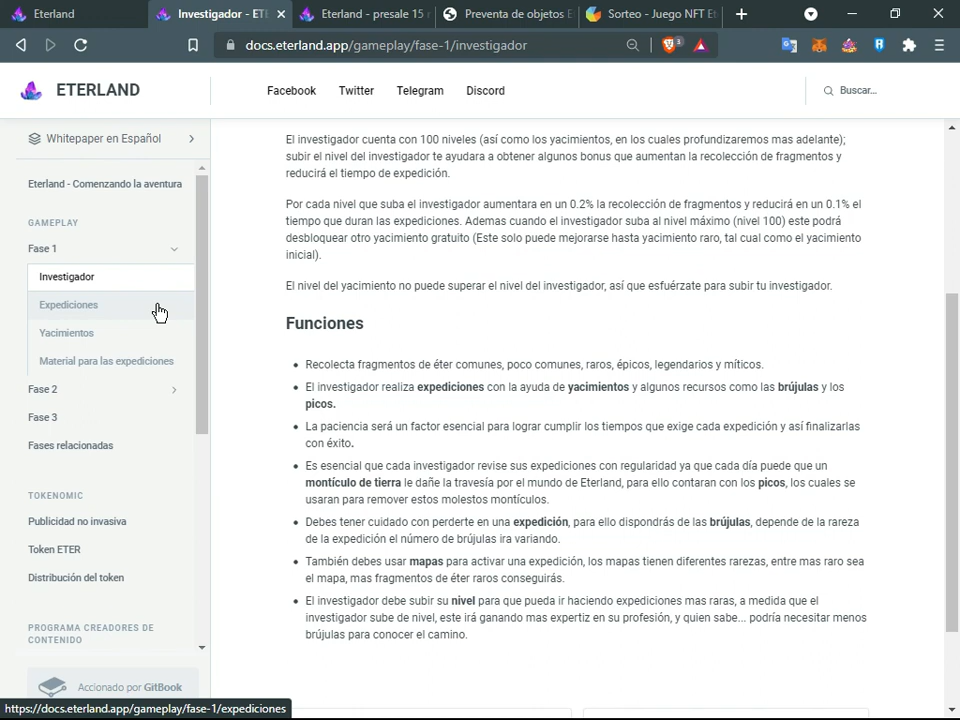 Eterland
Investigador - ETE
Eterland - presale 15 r
Preventa de objetos E
Sorteo - Juego NFT Et
docs.eterland.app/gameplay/fase-1/investigador
3
ETERLAND
Facebook
Twitter
Telegram
Discord
Buscar...
Whitepaper en Español
Eterland - Comenzando la aventura
GAMEPLAY
Fase 1
Investigador
Expediciones
Yacimientos
Material para las expediciones
Fase 2
Fase 3
Fases relacionadas
TOKENOMIC
Publicidad no invasiva
Token ETER
Distribución del token
PROGRAMA CREADORES DE
CONTENIDO
Accionado por GitBook
El investigador cuenta con 100 niveles (así como los yacimientos, en los cuales profundizaremos mas adelante);
subir el nivel del investigador te ayudara a obtener algunos bonus que aumentan la recolección de fragmentos y
reducirá el tiempo de expedición.
Por cada nivel que suba el investigador aumentara en un 0.2% la recolección de fragmentos y reducirá en un 0.1% el
tiempo que duran las expediciones. Ademas cuando el investigador suba al nivel máximo (nivel 100) este podrá
desbloquear otro yacimiento gratuito (Este solo puede mejorarse hasta yacimiento raro, tal cual como el yacimiento
inicial).
El nivel del yacimiento no puede superar el nivel del investigador, así que esfuérzate para subir tu investigador.
Funciones
• Recolecta fragmentos de éter comunes, poco comunes, raros, épicos, legendarios y míticos.
• El investigador realiza expediciones con la ayuda de yacimientos y algunos recursos como las brújulas y los
picos.
• La paciencia será un factor esencial para lograr cumplir los tiempos que exige cada expedición y así finalizarlas
con éxito.
• Es esencial que cada investigador revise sus expediciones con regularidad ya que cada día puede que un
montículo de tierra le dañe la travesía por el mundo de Eterland, para ello contaran con los picos, los cuales se
usaran para remover estos molestos montículos.
• Debes tener cuidado con perderte en una expedición, para ello dispondrás de las brújulas, depende de la rareza
de la expedición el número de brújulas ira variando.
• También debes usar mapas para activar una expedición, los mapas tienen diferentes rarezas, entre mas raro sea
el mapa, mas fragmentos de éter raros conseguirás.
• El investigador debe subir su nivel para que pueda ir haciendo expediciones mas raras, a medida que el
investigador sube de nivel, este irá ganando mas expertiz en su profesión, y quien sabe... podría necesitar menos
brújulas para conocer el camino.
https://docs.eterland.app/gameplay/fase-1/expediciones